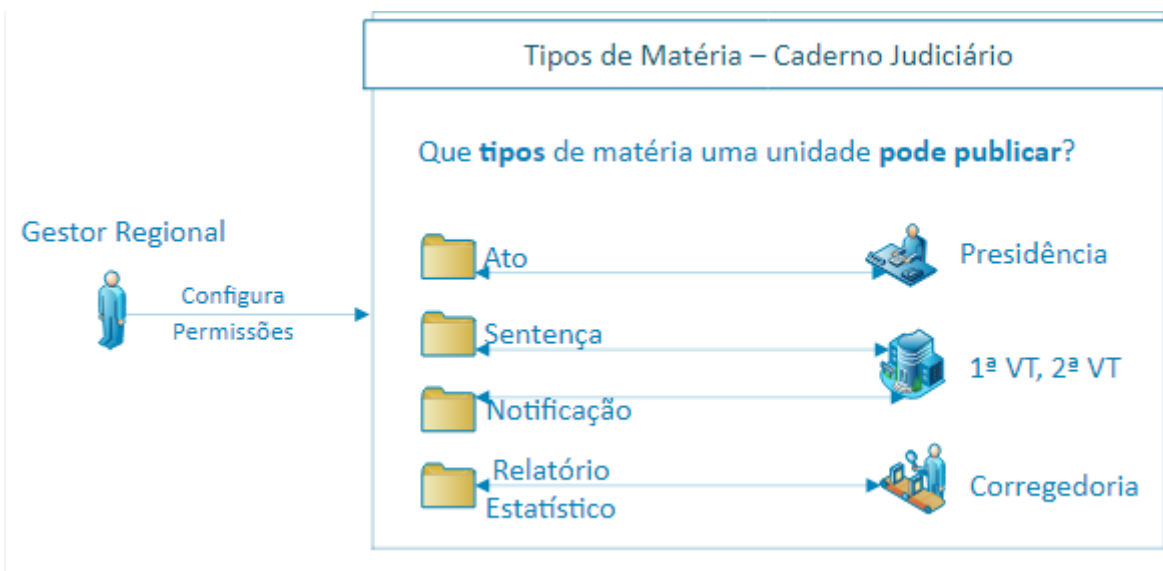 Tipos de Matéria – Caderno Judiciário
Que tipos de matéria uma unidade pode publicar?
Gestor Regional
Configura
Permissões
Ato
Presidência
Sentença
1ª VT, 2ª VT
Notificação
Relatório
Estatístico
Corregedoria